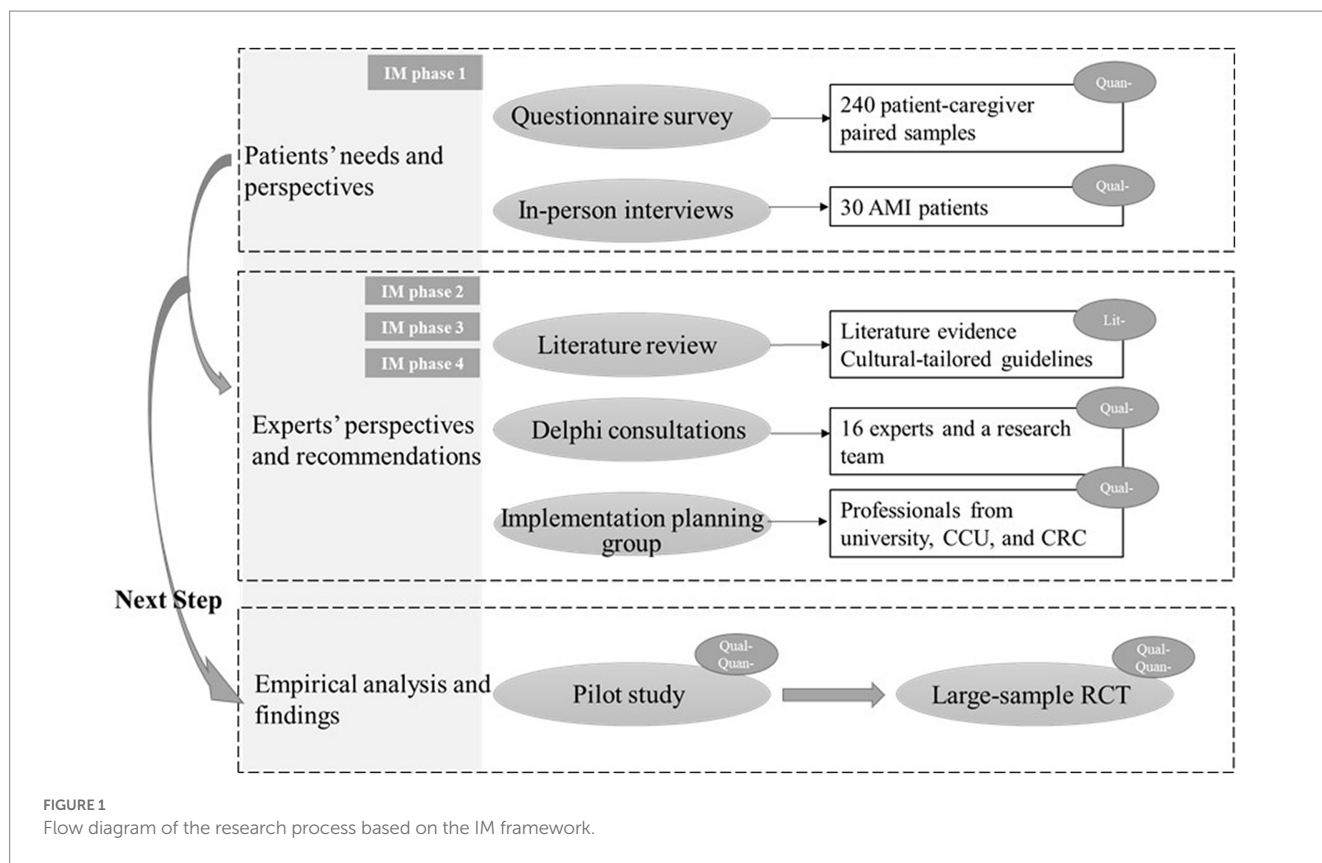 IM phase 1
Patients' needs and
perspectives
Questionnaire survey
Quan-
240 patient-caregiver
paired samples
In-person interviews
Qual-
30 AMI patients
IM phase 2
IM phase 3
IM phase 4
Experts' perspectives
and recommendations
Literature review
Lit-
Literature evidence
Cultural-tailored guidelines
Delphi consultations
Qual-
16 experts and a research
team
Implementation planning
group
Qual-
Professionals from
university, CCU, and CRC
Next Step
Empirical analysis and
findings
Qual-
Quan-
Pilot study
Qual-
Quan-
Large-sample RCT
FIGURE 1
Flow diagram of the research process based on the IM framework.